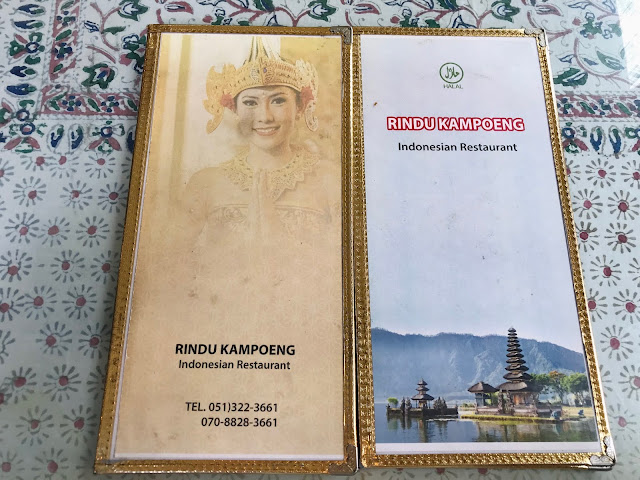 RINDU KAMPOENG
Indonesian Restaurant
TEL. 051)322-3661
070-8828-3661
حلال
HALAL
RINDU KAMPOENG
Indonesian Restaurant